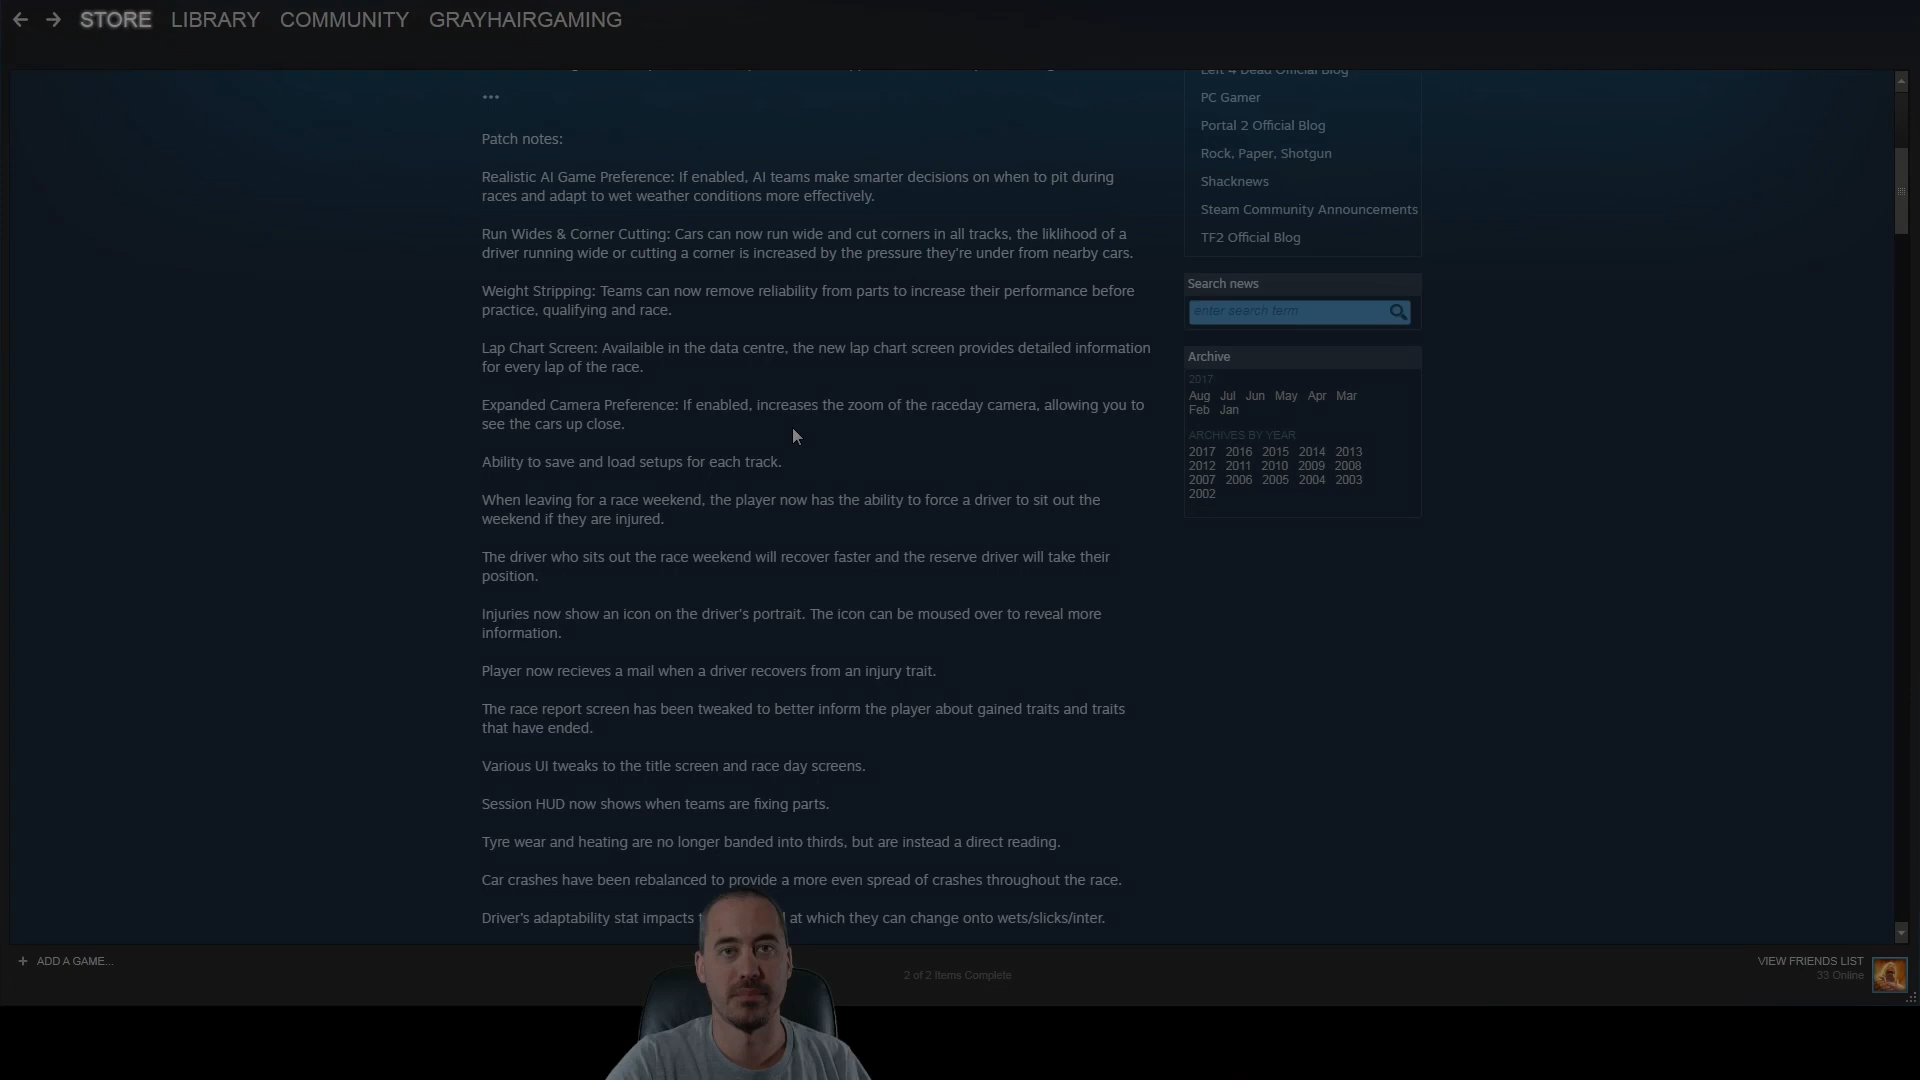 STORE LIBRARY COMMUNITY GRAYHAIRGAMING
Patch notes:
Realistic AI Game Preference: If enabled, AI teams make smarter decisions on when to pit during
races and adapt to wet weather conditions more effectively.
Run Wides & Corner Cutting: Cars can now run wide and cut corners in all tracks, the liklihood of a
driver running wide or cutting a corner is increased by the pressure they're under from nearby cars.
Weight Stripping: Teams can now remove reliability from parts to increase their performance before
practice, qualifying and race.
Lap Chart Screen: Availaible in the data centre, the new lap chart screen provides detailed information
for every lap of the race.
Expanded Camera Preference: If enabled, increases the zoom of the raceday camera, allowing you to
see the cars up close.
Ability to save and load setups for each track.
When leaving for a race weekend, the player now has the ability to force a driver to sit out the
weekend if they are injured.
The driver who sits out the race weekend will recover faster and the reserve driver will take their
position.
Injuries now show an icon on the driver's portrait. The icon can be moused over to reveal more
information.
Player now recieves a mail when a driver recovers from an injury trait.
The race report screen has been tweaked to better inform the player about gained traits and traits
that have ended.
Various UI tweaks to the title screen and race day screens.
Session HUD now shows when teams are fixing parts.
Tyre wear and heating are no longer banded into thirds, but are instead a direct reading.
Car crashes have been rebalanced to provide a more even spread of crashes throughout the race.
Driver's adaptability stat impacts at which they can change onto wets/slicks/inter.
Left 4 Dead Official Blog
PC Gamer
Portal 2 Official Blog
Rock, Paper, Shotgun
Shacknews
Steam Community Announcements
TF2 Official Blog
Search news
enter search term
Archive
2017
Aug Jul Jun May Apr Mar
Feb Jan
ARCHIVES BY YEAR
2017 2016 2015 2014 2013
2012 2011 2010 2009 2008
2007 2006 2005 2004 2003
2002
+ ADD A GAME...
2 of 2 Items Complete
VIEW FRIENDS LIST
33 Online